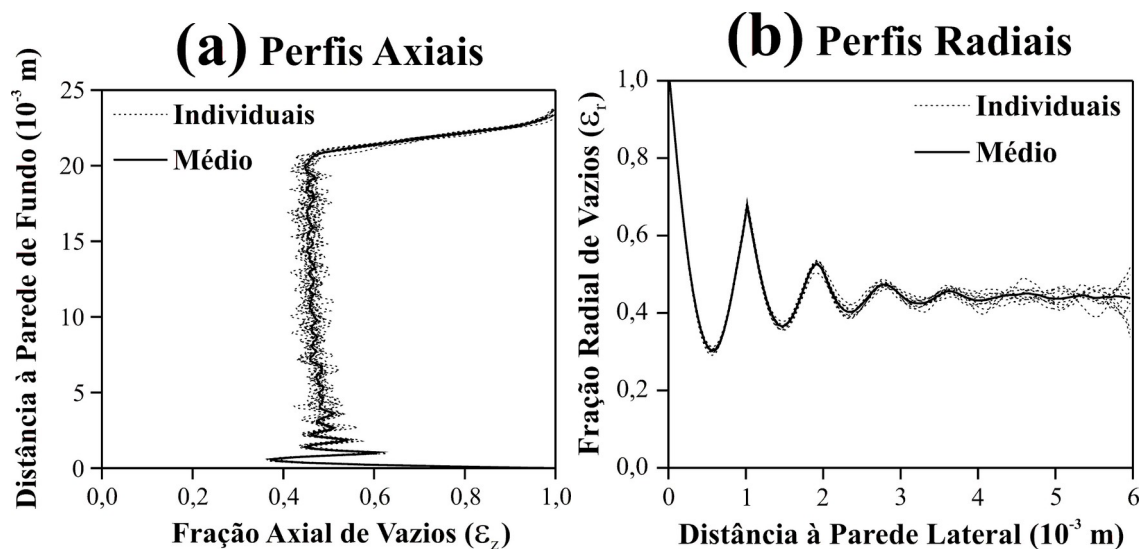 (a) Perfis Axiais
Distância à Parede de Fundo (10⁻³ m)
25
20
15
10
5
0
Individuais
Médio
0,0
0,2
0,4
0,6
0,8
1,0
Fração Axial de Vazios (ε_z)
(b) Perfis Radiais
Fração Radial de Vazios (ε_r)
1,0
0,8
0,6
0,4
0,2
0,0
Individuais
Médio
0
1
2
3
4
5
6
Distância à Parede Lateral (10⁻³ m)